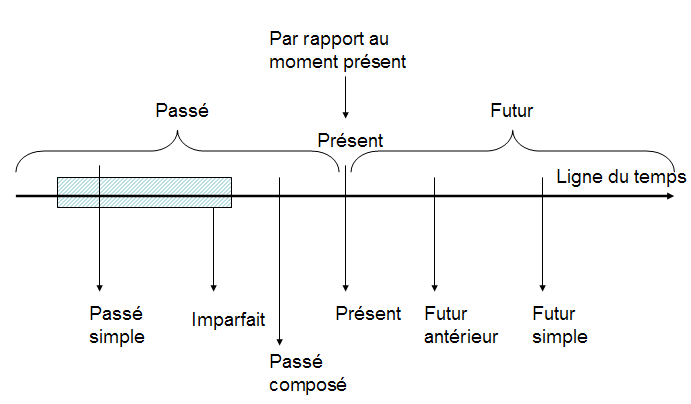 Par rapport au
moment présent
Passé
Futur
Présent
Ligne du temps
Passé
simple
Imparfait
Passé
composé
Présent
Futur
antérieur
Futur
simple